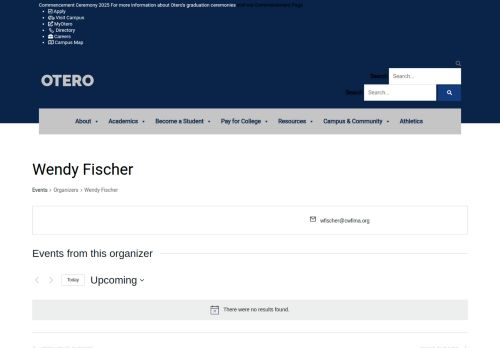 Commencement Ceremony 2025 For more information about Otero's graduation ceremonies visit our Commencement Page
Apply
Visit Campus
MyOtero
Directory
Careers
Campus Map
OTERO
Search Search...
Search Search...
About Academics Become a Student Pay for College Resources Campus & Community Athletics
Wendy Fischer
Events > Organizers > Wendy Fischer
wfischer@cwfima.org
Events from this organizer
Today Upcoming
There were no results found.